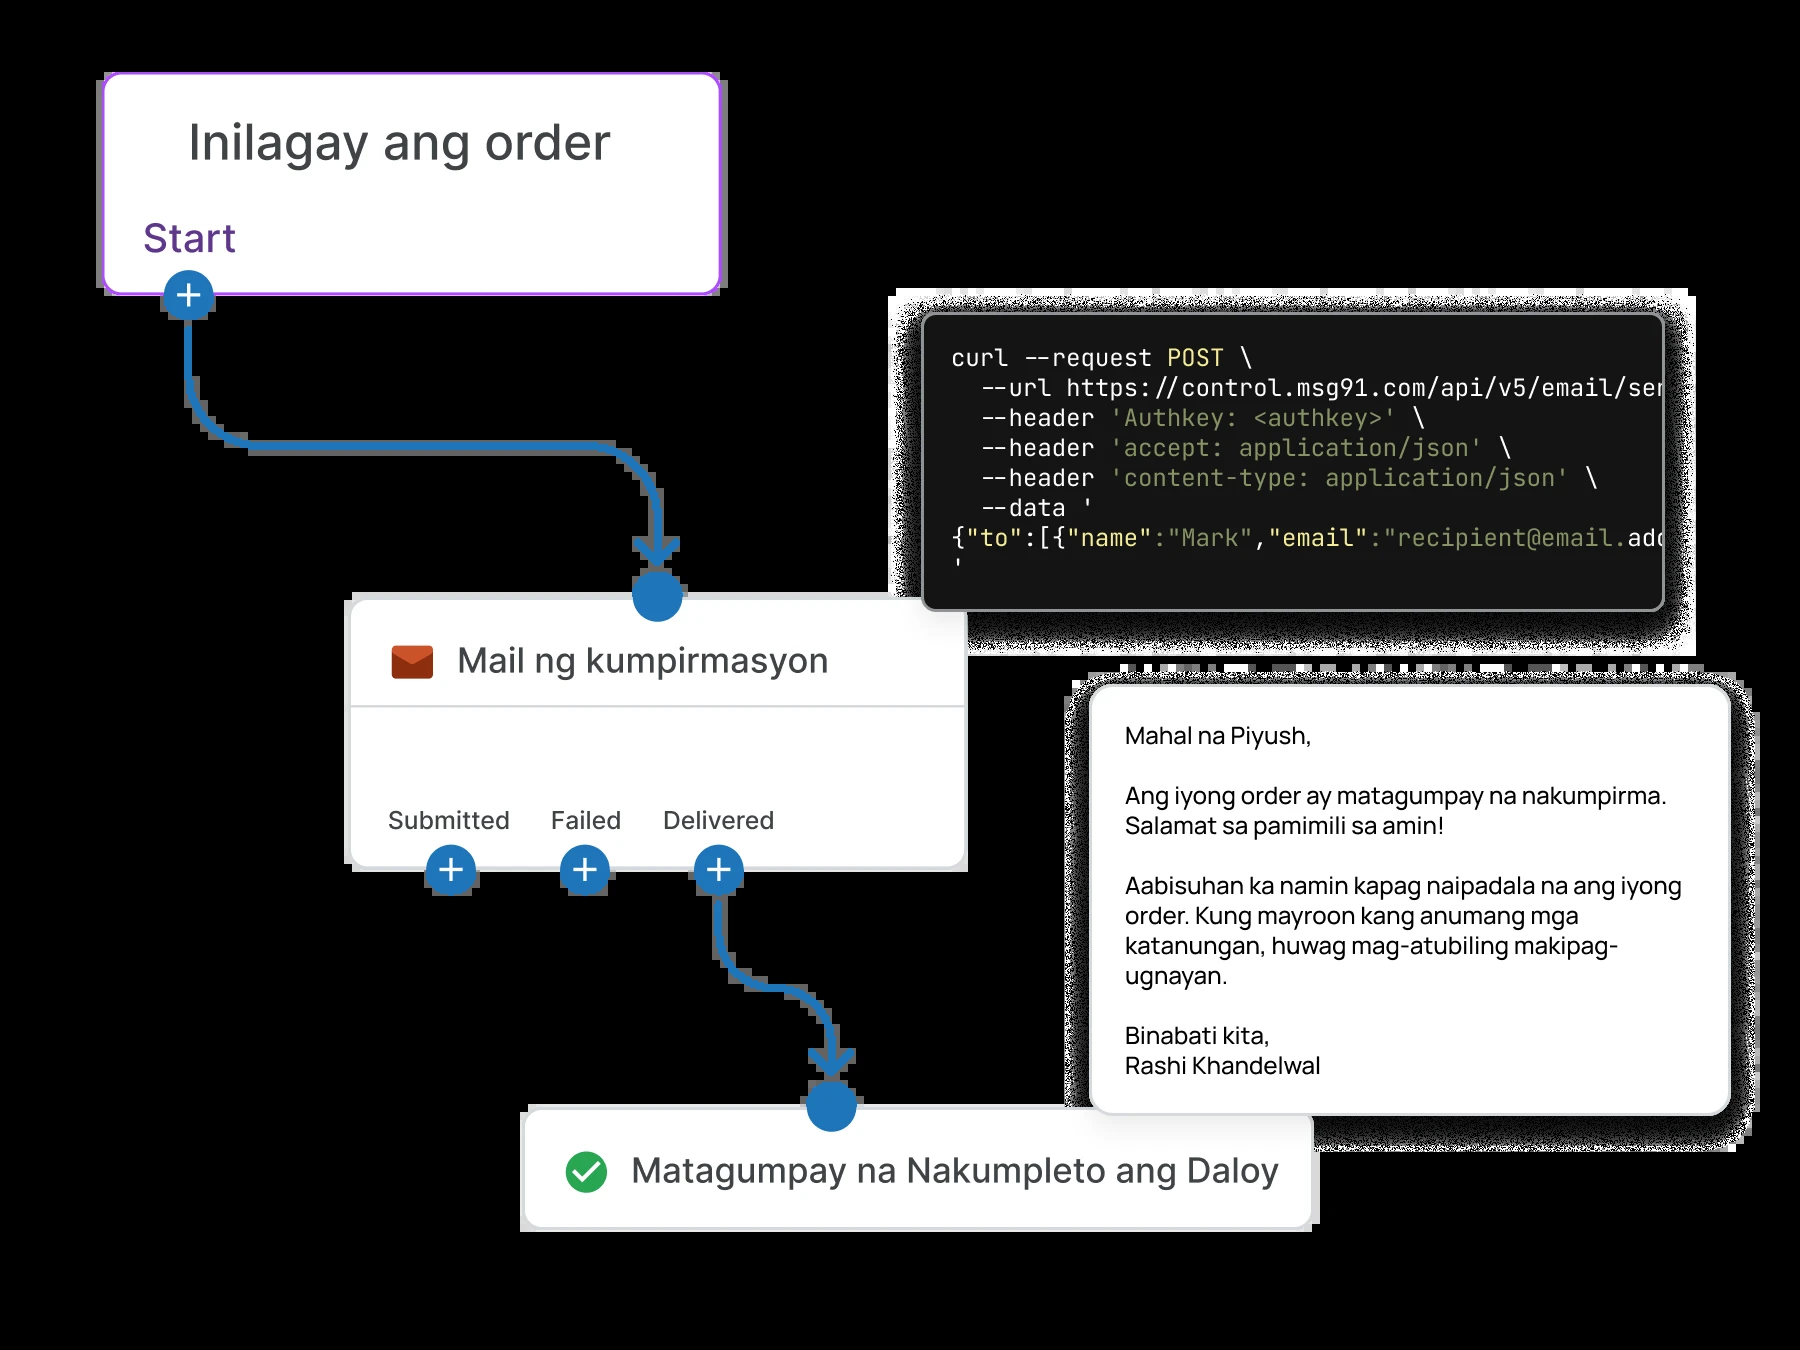 Inilagay ang order
Start
curl --request POST \
--url https://control.msg91.com/api/v5/email/ser
--header 'Authkey: <authkey>' \
--header 'accept: application/json' \
--header 'content-type: application/json' \
--data '
{"to":[{"name":"Mark","email":"recipient@email.add
'
Mail ng kumpirmasyon
Submitted Failed Delivered
Mahal na Piyush,
Ang iyong order ay matagumpay na nakumpirma.
Salamat sa pamimili sa amin!
Aabisuhan ka namin kapag naipadala na ang iyong
order. Kung mayroon kang anumang mga
katanungan, huwag mag-atubiling makipag-
ugnayan.
Binabati kita,
Rashi Khandelwal
Matagumpay na Nakumpleto ang Daloy